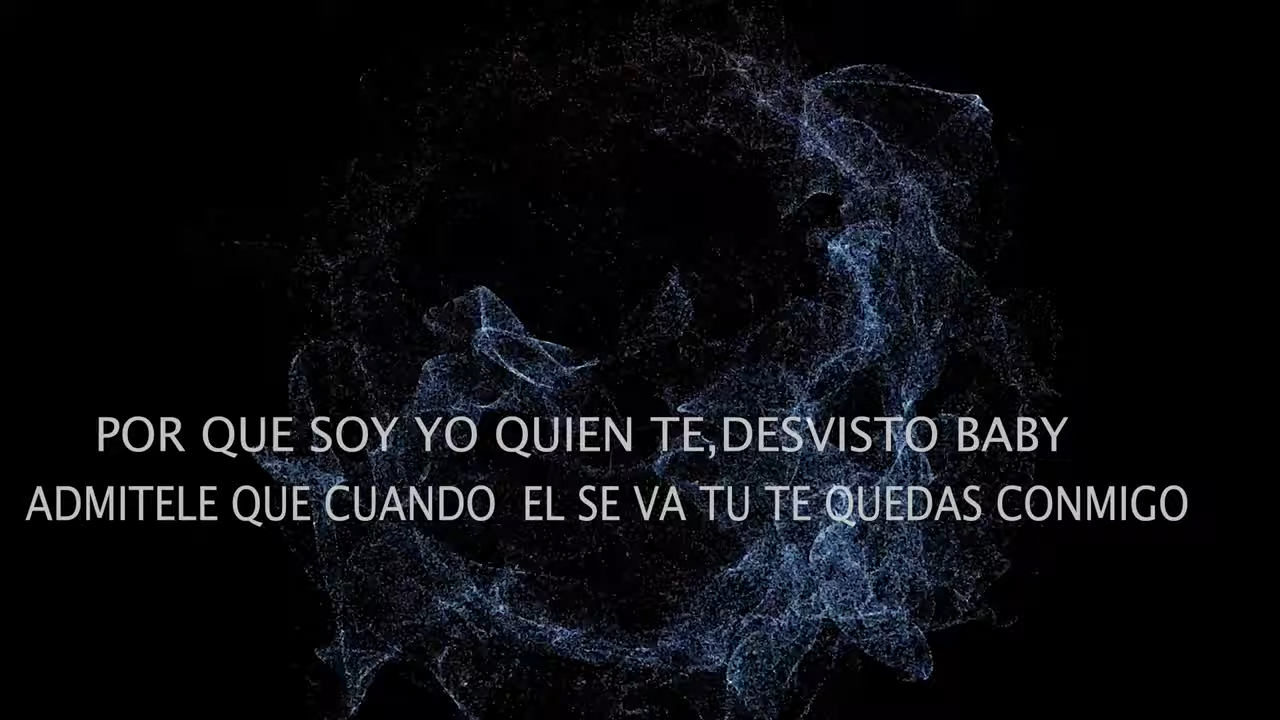 POR QUE SOY YO QUIEN TE,DESVISTO BABY
ADMITELE QUE CUANDO  EL SE VA TU TE QUEDAS CONMIGO